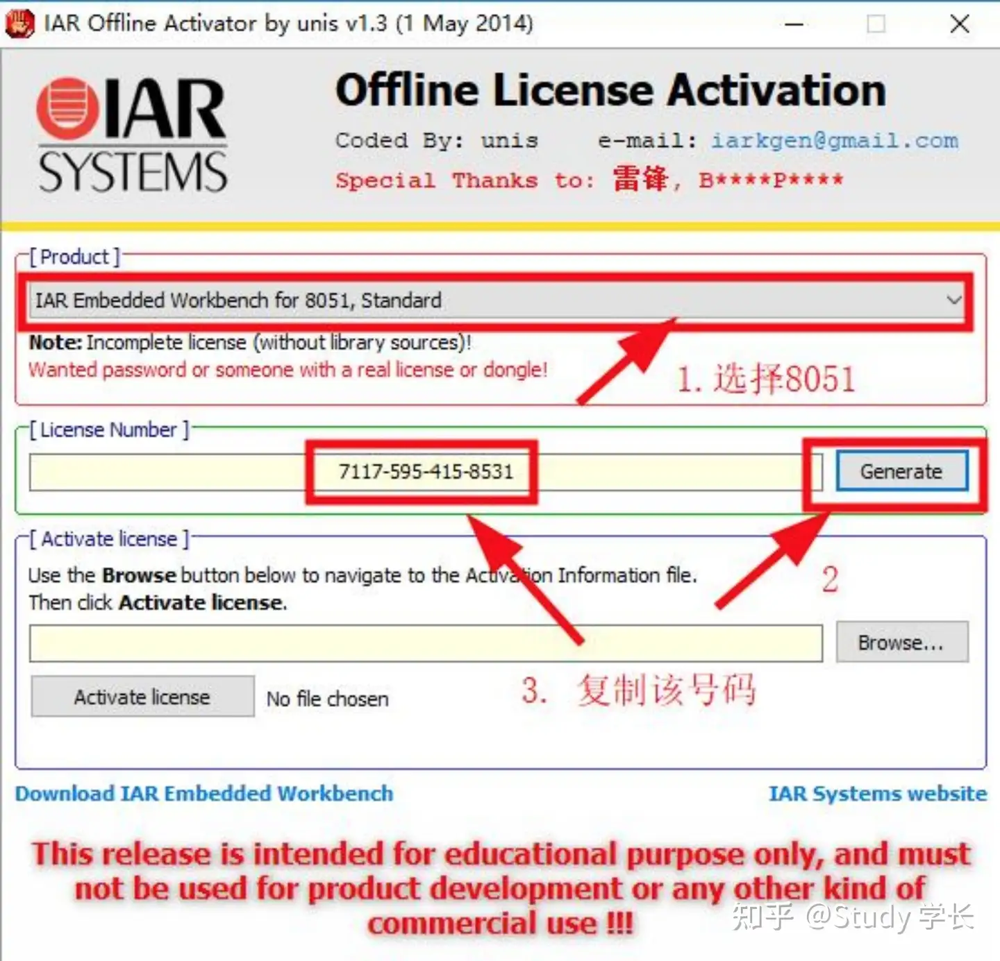 IAR Offline Activator by unis v1.3 (1 May 2014)
IAR
SYSTEMS
Offline License Activation
Coded By: unis e-mail: iarkgen@gmail.com
Special Thanks to: 雷锋, B****P****
[ Product ]
IAR Embedded Workbench for 8051, Standard
Note: Incomplete license (without library sources)!
Wanted password or someone with a real license or dongle!
1. 选择8051
[ License Number ]
7117-595-415-8531
Generate
[ Activate license ]
Use the Browse button below to navigate to the Activation Information file.
Then click Activate license.
2
Browse...
Activate license No file chosen
3. 复制该号码
Download IAR Embedded Workbench IAR Systems website
This release is intended for educational purpose only, and must
not be used for product development or any other kind of
commercial use !!!
知乎 @Study 学长